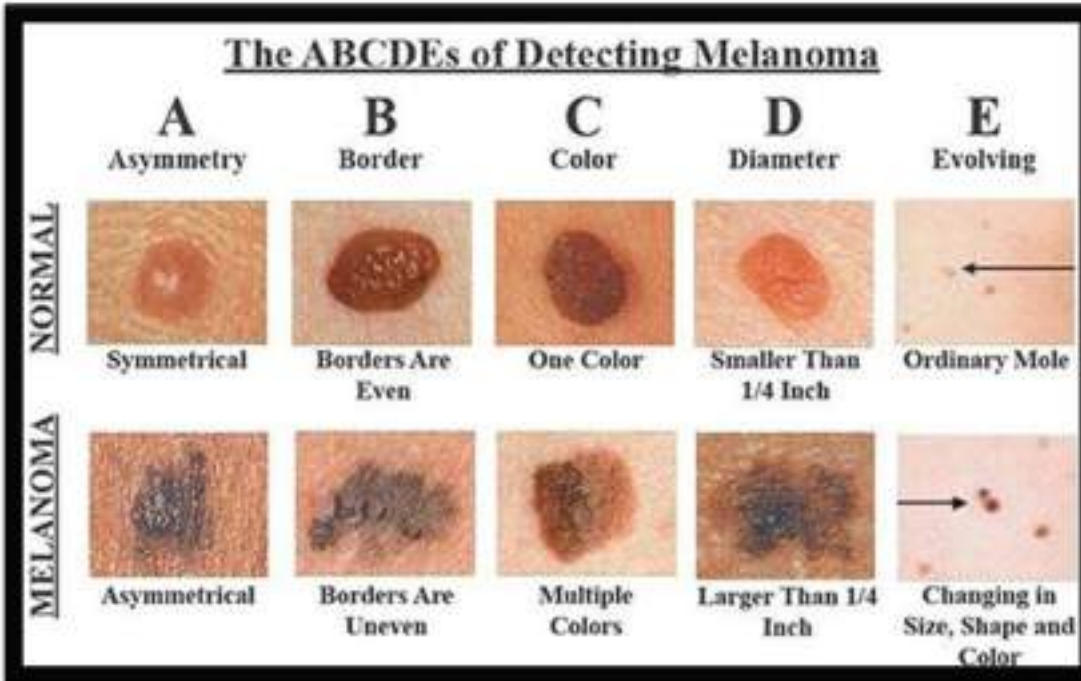 The ABCDEs of Detecting Melanoma
A B C D E
Asymmetry Border Color Diameter Evolving
NORMAL
Symmetrical Borders Are One Color Smaller Than Ordinary Mole
Even 1/4 Inch
MELANOMA
Asymmetrical Borders Are Multiple Larger Than 1/4 Changing in
Uneven Colors Inch Size, Shape and
Color